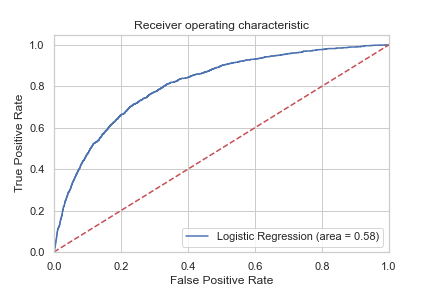 Receiver operating characteristic
1.0
0.8
0.6
0.4
0.2
0.0
True Positive Rate
Logistic Regression (area = 0.58)
0.0 0.2 0.4 0.6 0.8 1.0
False Positive Rate